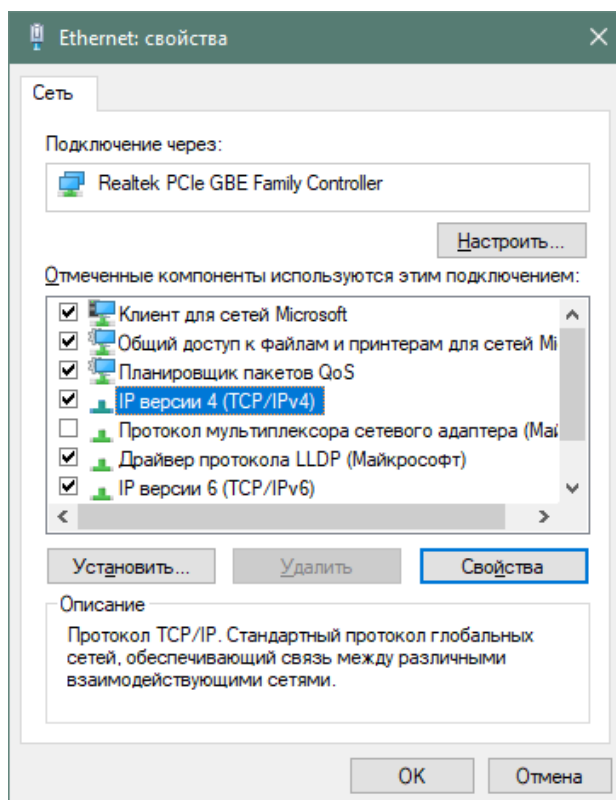 Ethernet: свойства
Сеть
Подключение через:
Realtek PCIe GBE Family Controller
Настроить...
Отмеченные компоненты используются этим подключением:
Клиент для сетей Microsoft
Общий доступ к файлам и принтерам для сетей Mi
Планировщик пакетов QoS
IP версии 4 (TCP/IPv4)
Протокол мультиплексора сетевого адаптера (Май
Драйвер протокола LLDP (Майкрософт)
IP версии 6 (TCP/IPv6)
Установить... Удалить Свойства
Описание
Протокол TCP/IP. Стандартный протокол глобальных
сетей, обеспечивающий связь между различными
взаимодействующими сетями.
OK Отмена